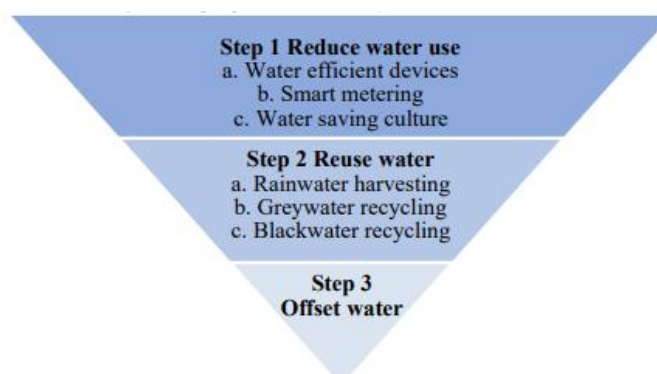 Step 1 Reduce water use
a. Water efficient devices
b. Smart metering
c. Water saving culture
Step 2 Reuse water
a. Rainwater harvesting
b. Greywater recycling
c. Blackwater recycling
Step 3
Offset water